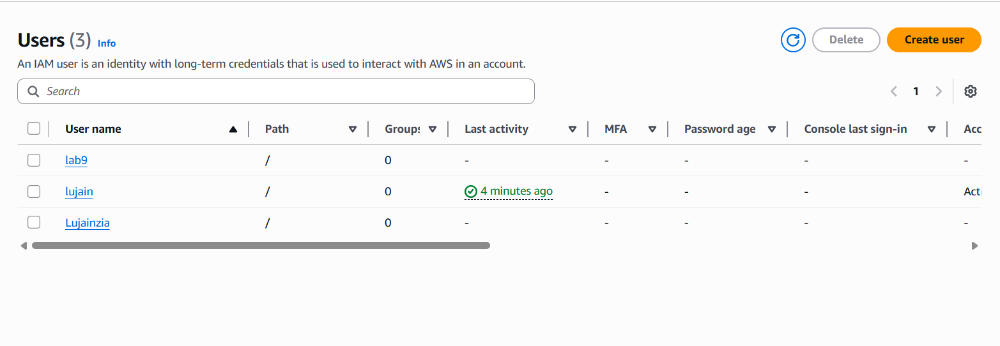 Users (3) Info
Delete
Create user
An IAM user is an identity with long-term credentials that is used to interact with AWS in an account.
Search
1
User name Path Groups Last activity MFA Password age Console last sign-in Acc
lab9 / 0 - - - - -
lujain / 0 4 minutes ago - - - Acti
Lujainzia / 0 - - - - -